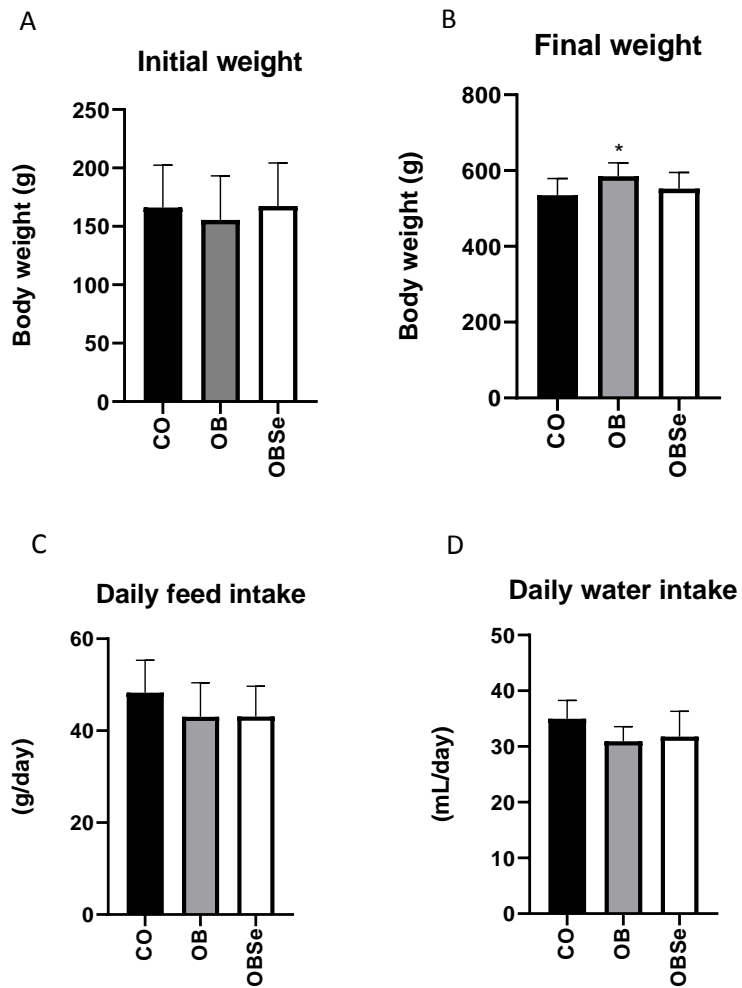 A
Initial weight
Body weight (g)
250
200
150
100
50
0
CO
OB
OBSe
B
Final weight
Body weight (g)
800
600
400
200
0
*
CO
OB
OBSe
C
Daily feed intake
(g/day)
60
40
20
0
CO
OB
OBSe
D
Daily water intake
(mL/day)
50
40
30
20
10
0
CO
OB
OBSe